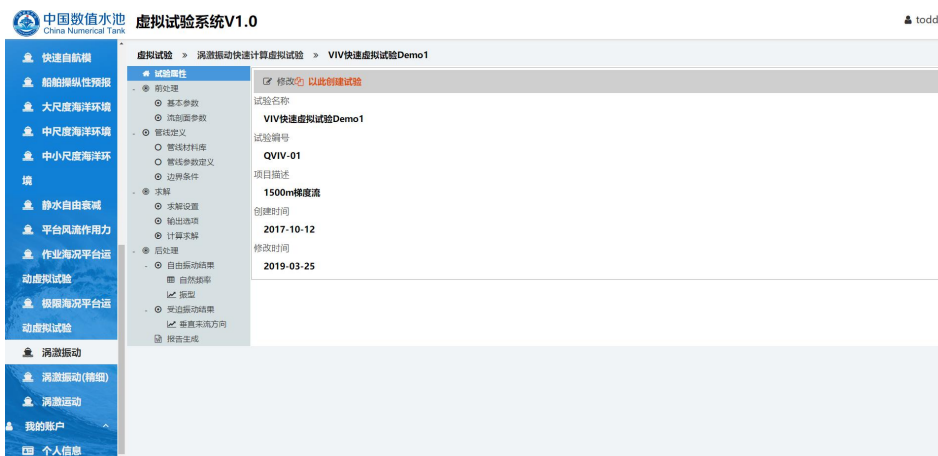 中国数值水池
China Numerical Tank
虚拟试验系统V1.0
todd
快速自航模
船舶操纵性预报
大尺度海洋环境
中尺度海洋环境
中小尺度海洋环
境
静水自由衰减
平台风流作用力
作业海况平台运
动虚拟试验
极限海况平台运
动虚拟试验
涡激振动
涡激振动(精细)
涡激运动
我的账户
个人信息
虚拟试验 » 涡激振动快速计算虚拟试验 » VIV快速虚拟试验Demo1
试验属性
前处理
基本参数
流剖面参数
管线定义
管线材料库
管线参数定义
边界条件
求解
求解设置
输出选项
计算求解
后处理
自由振动结果
自然频率
振型
受迫振动结果
垂直来流方向
报告生成
修改 以此创建试验
试验名称
VIV快速虚拟试验Demo1
试验编号
QVIV-01
项目描述
1500m梯度流
创建时间
2017-10-12
修改时间
2019-03-25